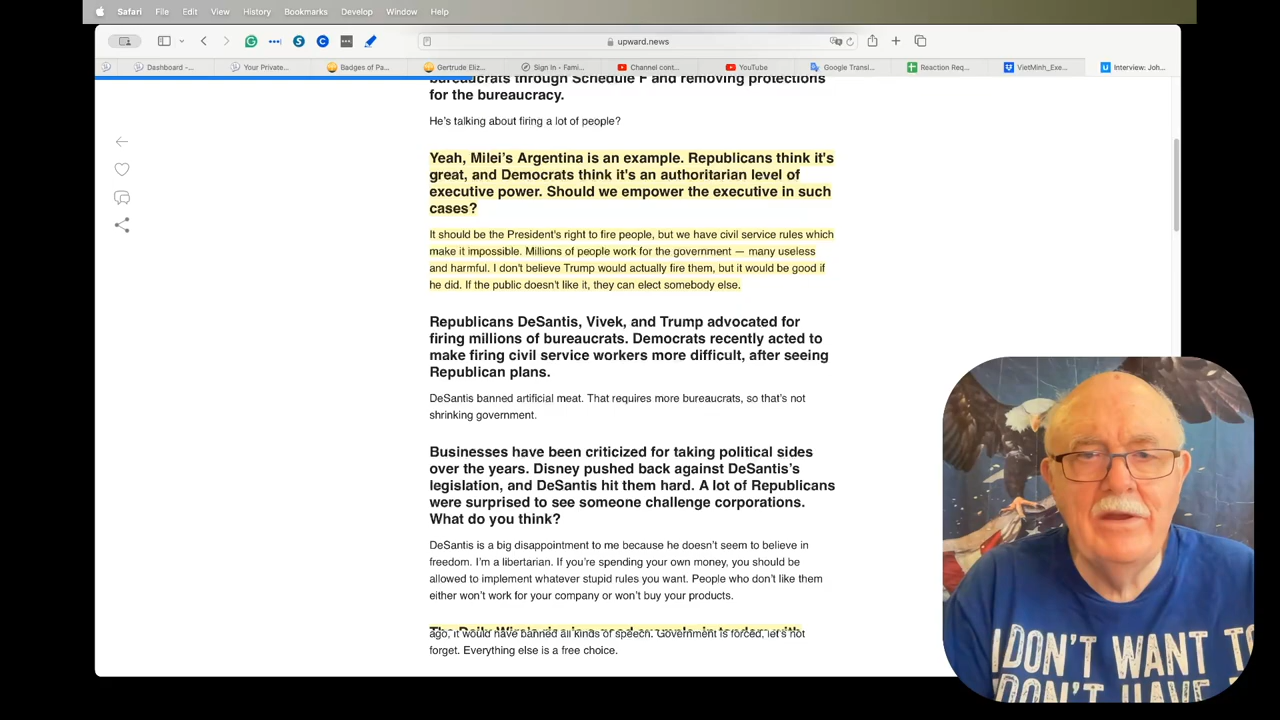 Safari File Edit View History Bookmarks Develop Window Help
upward.news
Dashboard -... Your Private... Badges of Pa... Gertrude Eliz... Sign In - Fami... Channel cont... YouTube Google Transl... Reaction Req... VietMinh_Exe... Interview: Joh...
bureaucrats through Schedule F and removing protections
for the bureaucracy.
He's talking about firing a lot of people?
Yeah, Milei's Argentina is an example. Republicans think it's
great, and Democrats think it's an authoritarian level of
executive power. Should we empower the executive in such
cases?
It should be the President's right to fire people, but we have civil service rules which
make it impossible. Millions of people work for the government — many useless
and harmful. I don't believe Trump would actually fire them, but it would be good if
he did. If the public doesn't like it, they can elect somebody else.
Republicans DeSantis, Vivek, and Trump advocated for
firing millions of bureaucrats. Democrats recently acted to
make firing civil service workers more difficult, after seeing
Republican plans.
DeSantis banned artificial meat. That requires more bureaucrats, so that's not
shrinking government.
Businesses have been criticized for taking political sides
over the years. Disney pushed back against DeSantis's
legislation, and DeSantis hit them hard. A lot of Republicans
were surprised to see someone challenge corporations.
What do you think?
DeSantis is a big disappointment to me because he doesn't seem to believe in
freedom. I'm a libertarian. If you're spending your own money, you should be
allowed to implement whatever stupid rules you want. People who don't like them
either won't work for your company or won't buy your products.
ago, it would have banned all kinds of speech. Government is forced, let's not
forget. Everything else is a free choice.
I DON'T WANT TO
DON'T HAVE